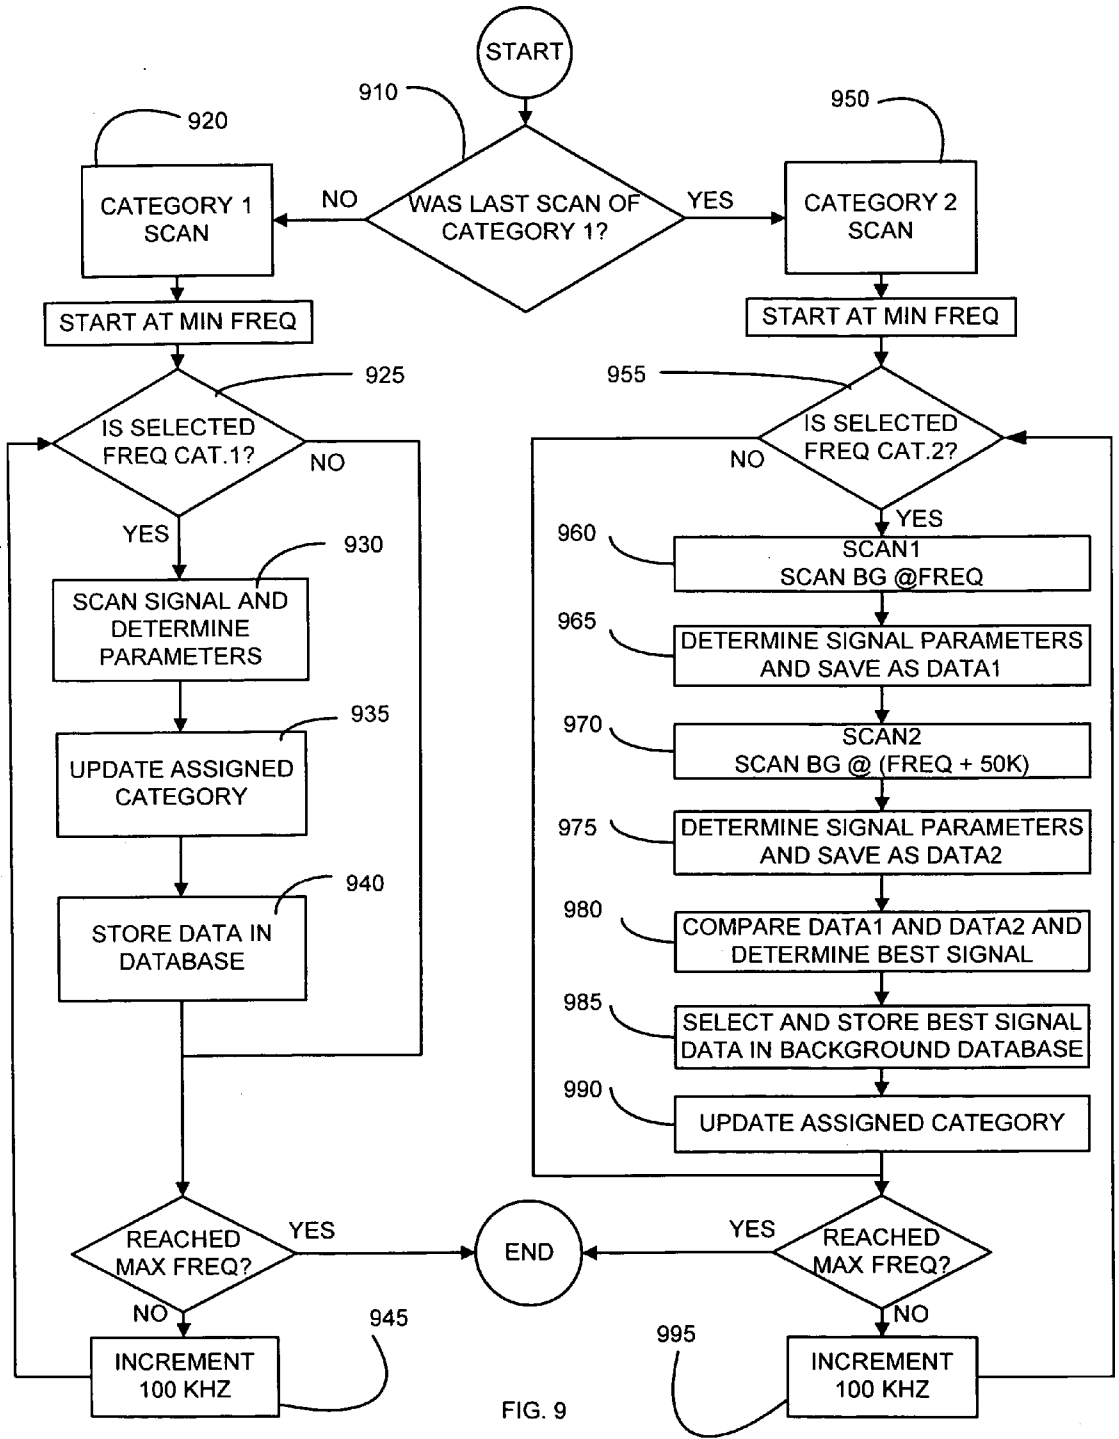 START
910
920
950
CATEGORY 1
SCAN
NO
WAS LAST SCAN OF
CATEGORY 1?
YES
CATEGORY 2
SCAN
START AT MIN FREQ
START AT MIN FREQ
925
955
IS SELECTED
FREQ CAT.1?
NO
IS SELECTED
FREQ CAT.2?
NO
YES
YES
930
SCAN SIGNAL AND
DETERMINE
PARAMETERS
935
UPDATE ASSIGNED
CATEGORY
940
STORE DATA IN
DATABASE
960
SCAN1
SCAN BG @FREQ
965
DETERMINE SIGNAL PARAMETERS
AND SAVE AS DATA1
970
SCAN2
SCAN BG @ (FREQ + 50K)
975
DETERMINE SIGNAL PARAMETERS
AND SAVE AS DATA2
980
COMPARE DATA1 AND DATA2 AND
DETERMINE BEST SIGNAL
985
SELECT AND STORE BEST SIGNAL
DATA IN BACKGROUND DATABASE
990
UPDATE ASSIGNED CATEGORY
REACHED
MAX FREQ?
YES
END
YES
REACHED
MAX FREQ?
NO
NO
945
995
INCREMENT
100 KHZ
INCREMENT
100 KHZ
FIG. 9